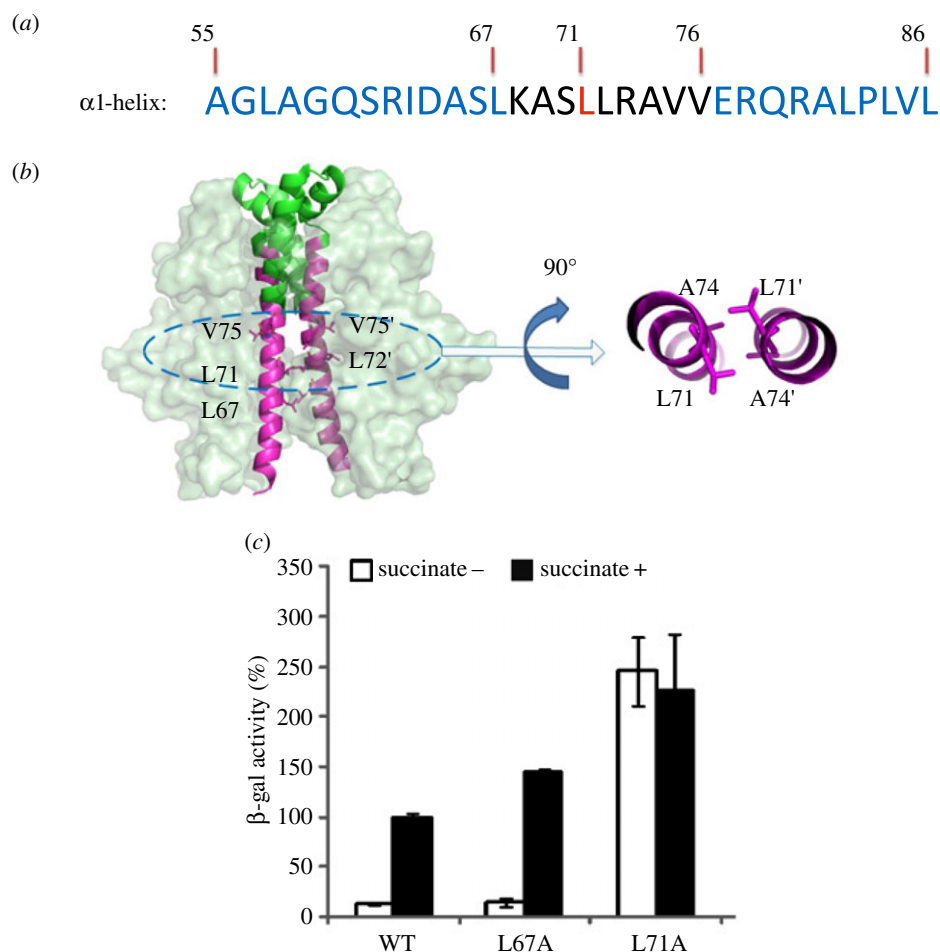 (a)
55 67 71 76 86
α1-helix: AGLAGQSRIDASLKASLLRAVVERQRALPLVL
(b)
90°
V75 V75'
L71 L72'
L67
A74 L71'
L71 A74'
(c)
350
300
250
200
150
100
50
0
β-gal activity (%)
succinate – succinate +
WT L67A L71A